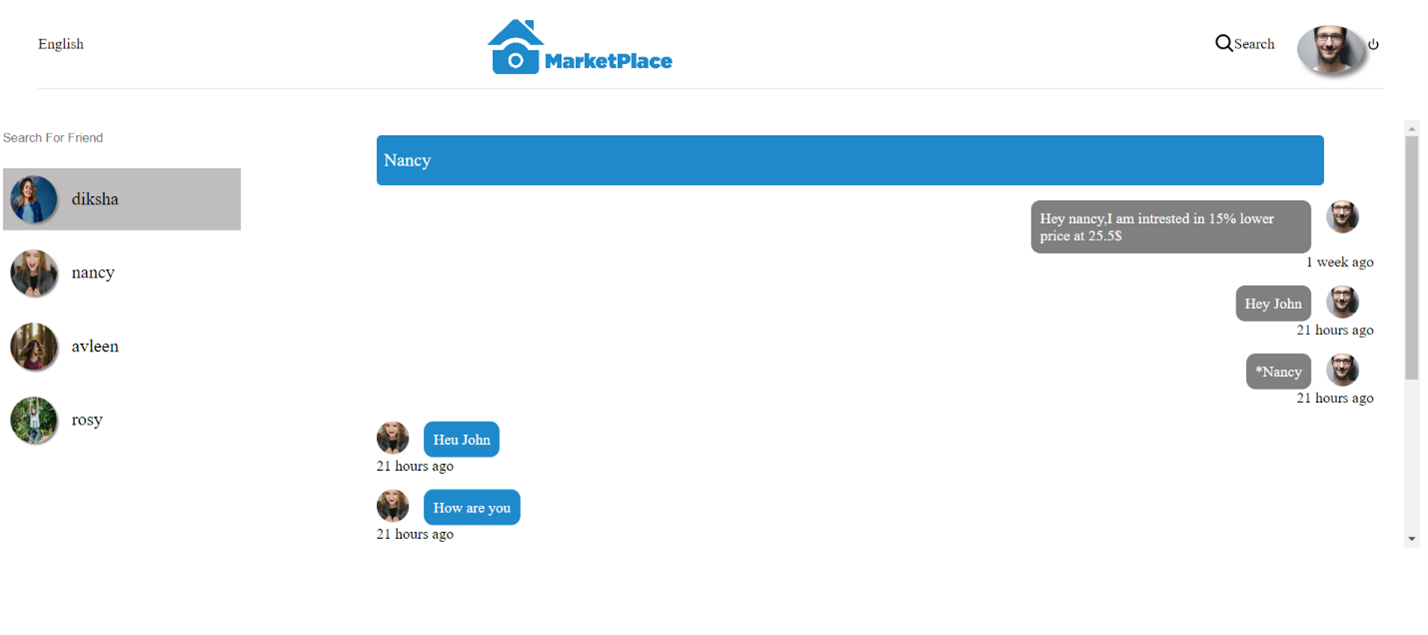 English
MarketPlace
Search
Search For Friend
diksha
nancy
avleen
rosy
Nancy
Hey nancy,I am intrested in 15% lower
price at 25.5$
1 week ago
Hey John
21 hours ago
*Nancy
21 hours ago
Heu John
21 hours ago
How are you
21 hours ago